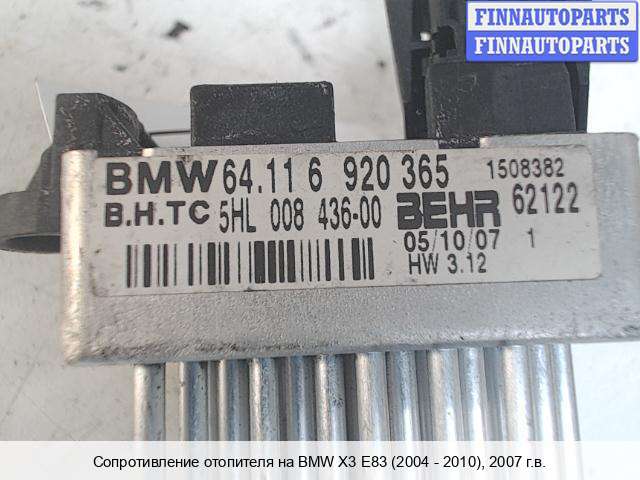 FINNAUTOPARTS
FINNAUTOPARTS
BMW 64.11 6 920 365 1508382
B.H.TC 5HL 008 436-00 BEHR 62122
05/10/07 1
HW 3.12
Сопротивление отопителя на BMW X3 E83 (2004 - 2010), 2007 г.в.